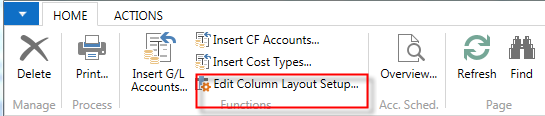 HOME ACTIONS
Insert CF Accounts...
Insert Cost Types...
Edit Column Layout Setup...
Delete
Print...
Insert G/L
Accounts...
Overview...
Refresh
Find
Manage
Process
Functions
Acc. Sched.
Page